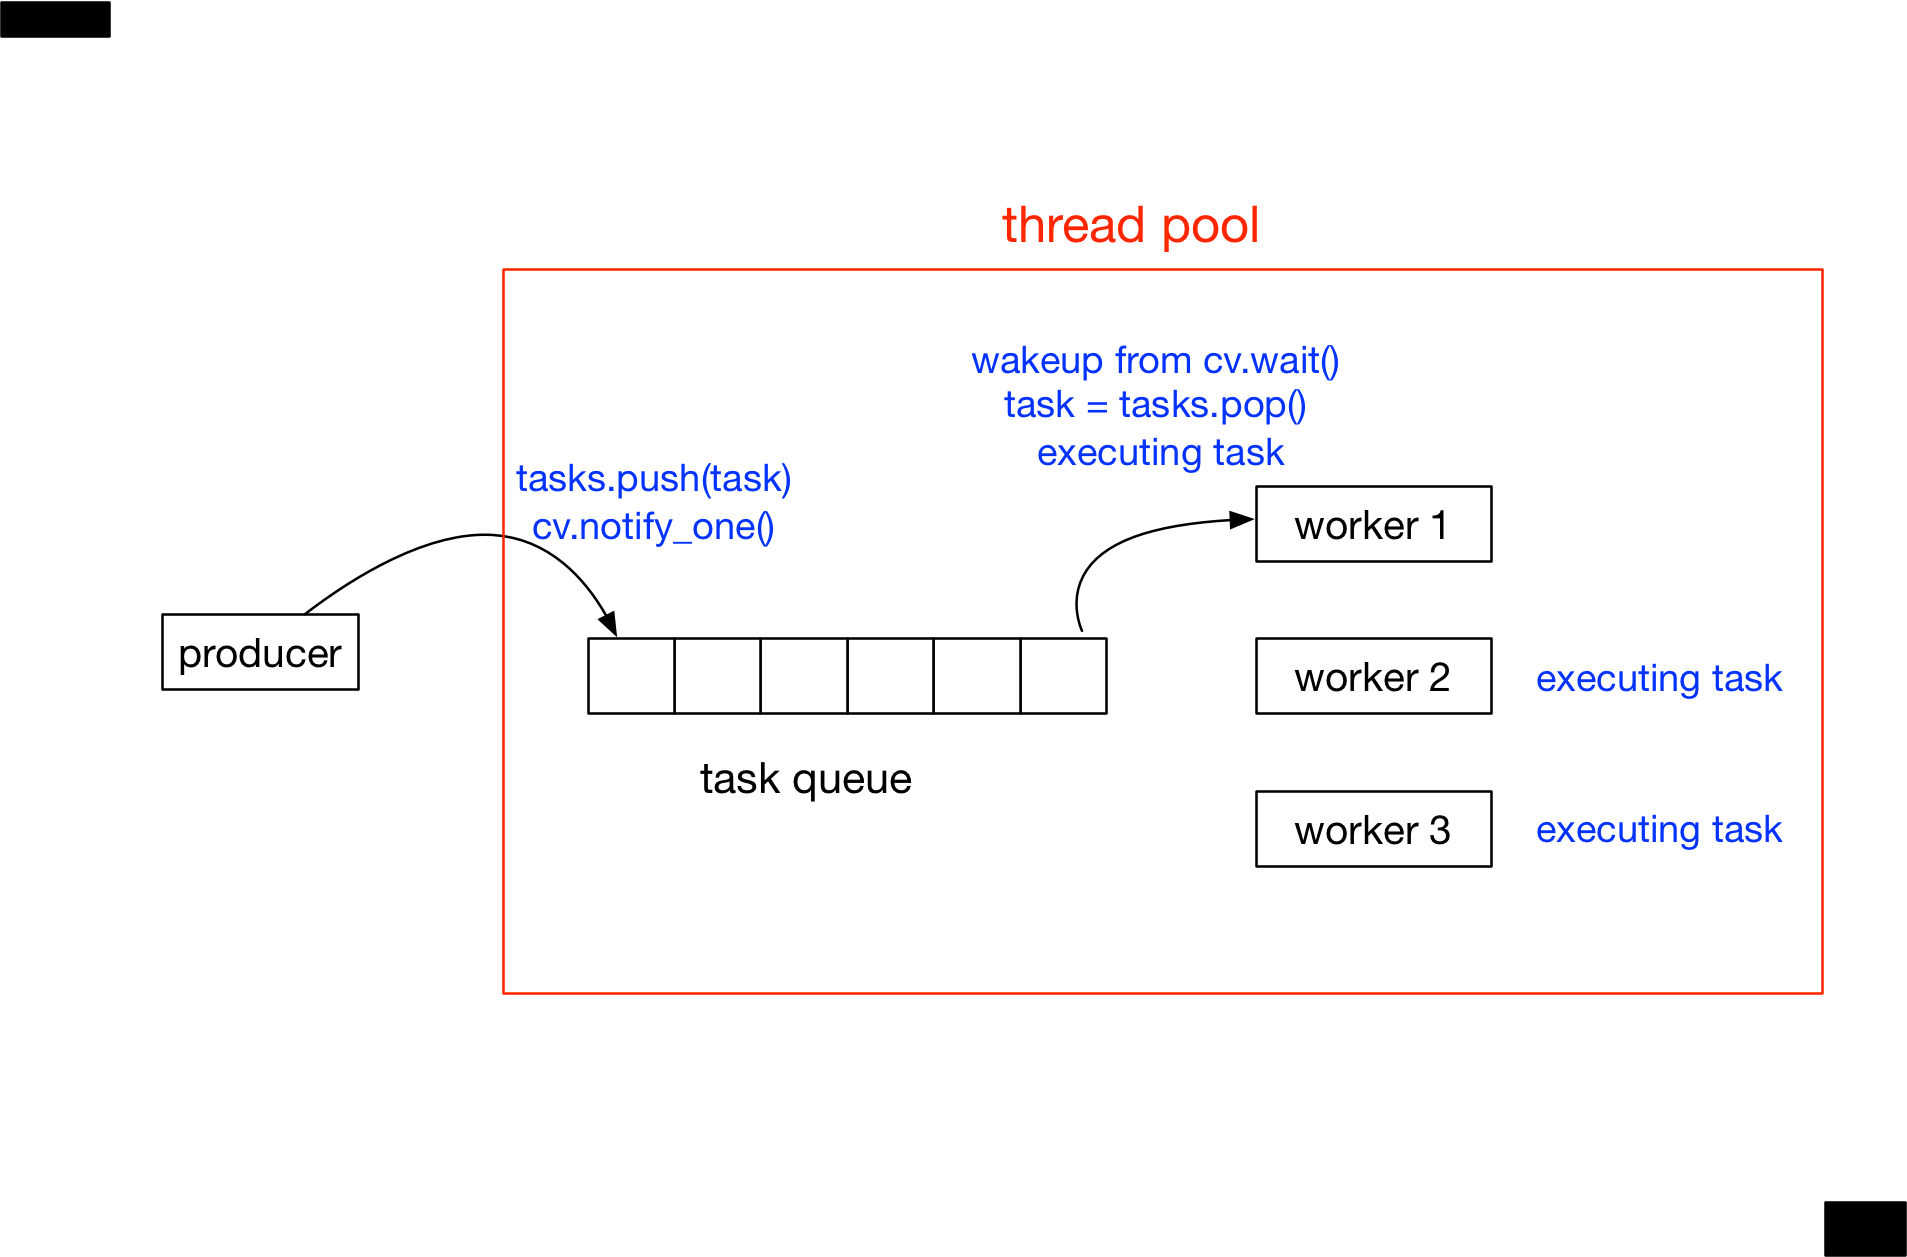 thread pool
wakeup from cv.wait()
task = tasks.pop()
executing task
tasks.push(task)
cv.notify_one()
worker 1
producer
worker 2
executing task
task queue
worker 3
executing task